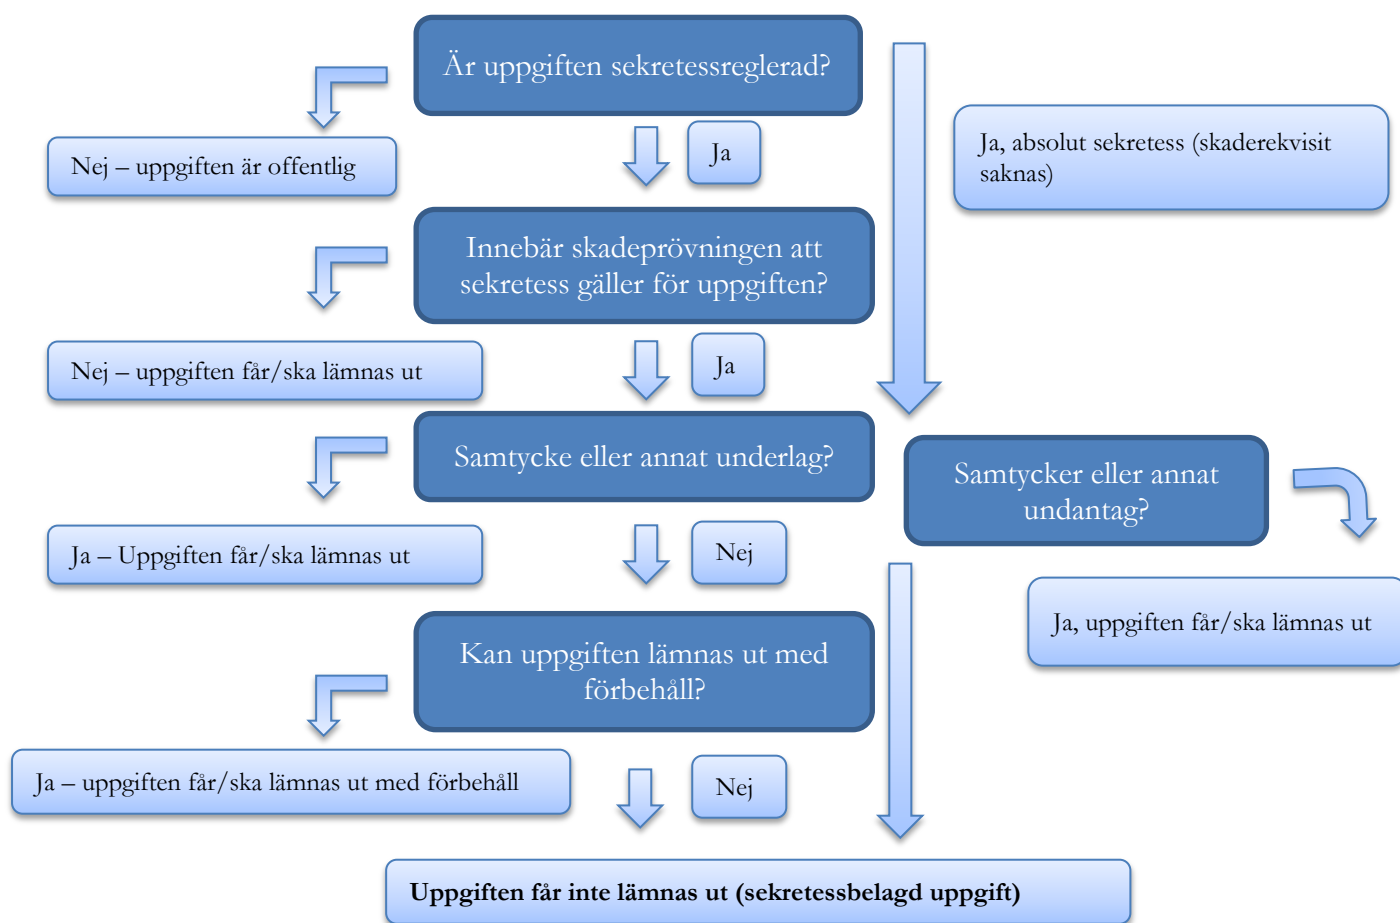 Är uppgiften sekretessreglerad?
Nej – uppgiften är offentlig
Ja
Ja, absolut sekretess (skaderekvisit
saknas)
Innebär skadeprövningen att
sekretess gäller för uppgiften?
Nej – uppgiften får/ska lämnas ut
Ja
Samtycke eller annat underlag?
Samtycker eller annat
undantag?
Ja – Uppgiften får/ska lämnas ut
Nej
Ja, uppgiften får/ska lämnas ut
Kan uppgiften lämnas ut med
förbehåll?
Ja – uppgiften får/ska lämnas ut med förbehåll
Nej
Uppgiften får inte lämnas ut (sekretessbelagd uppgift)